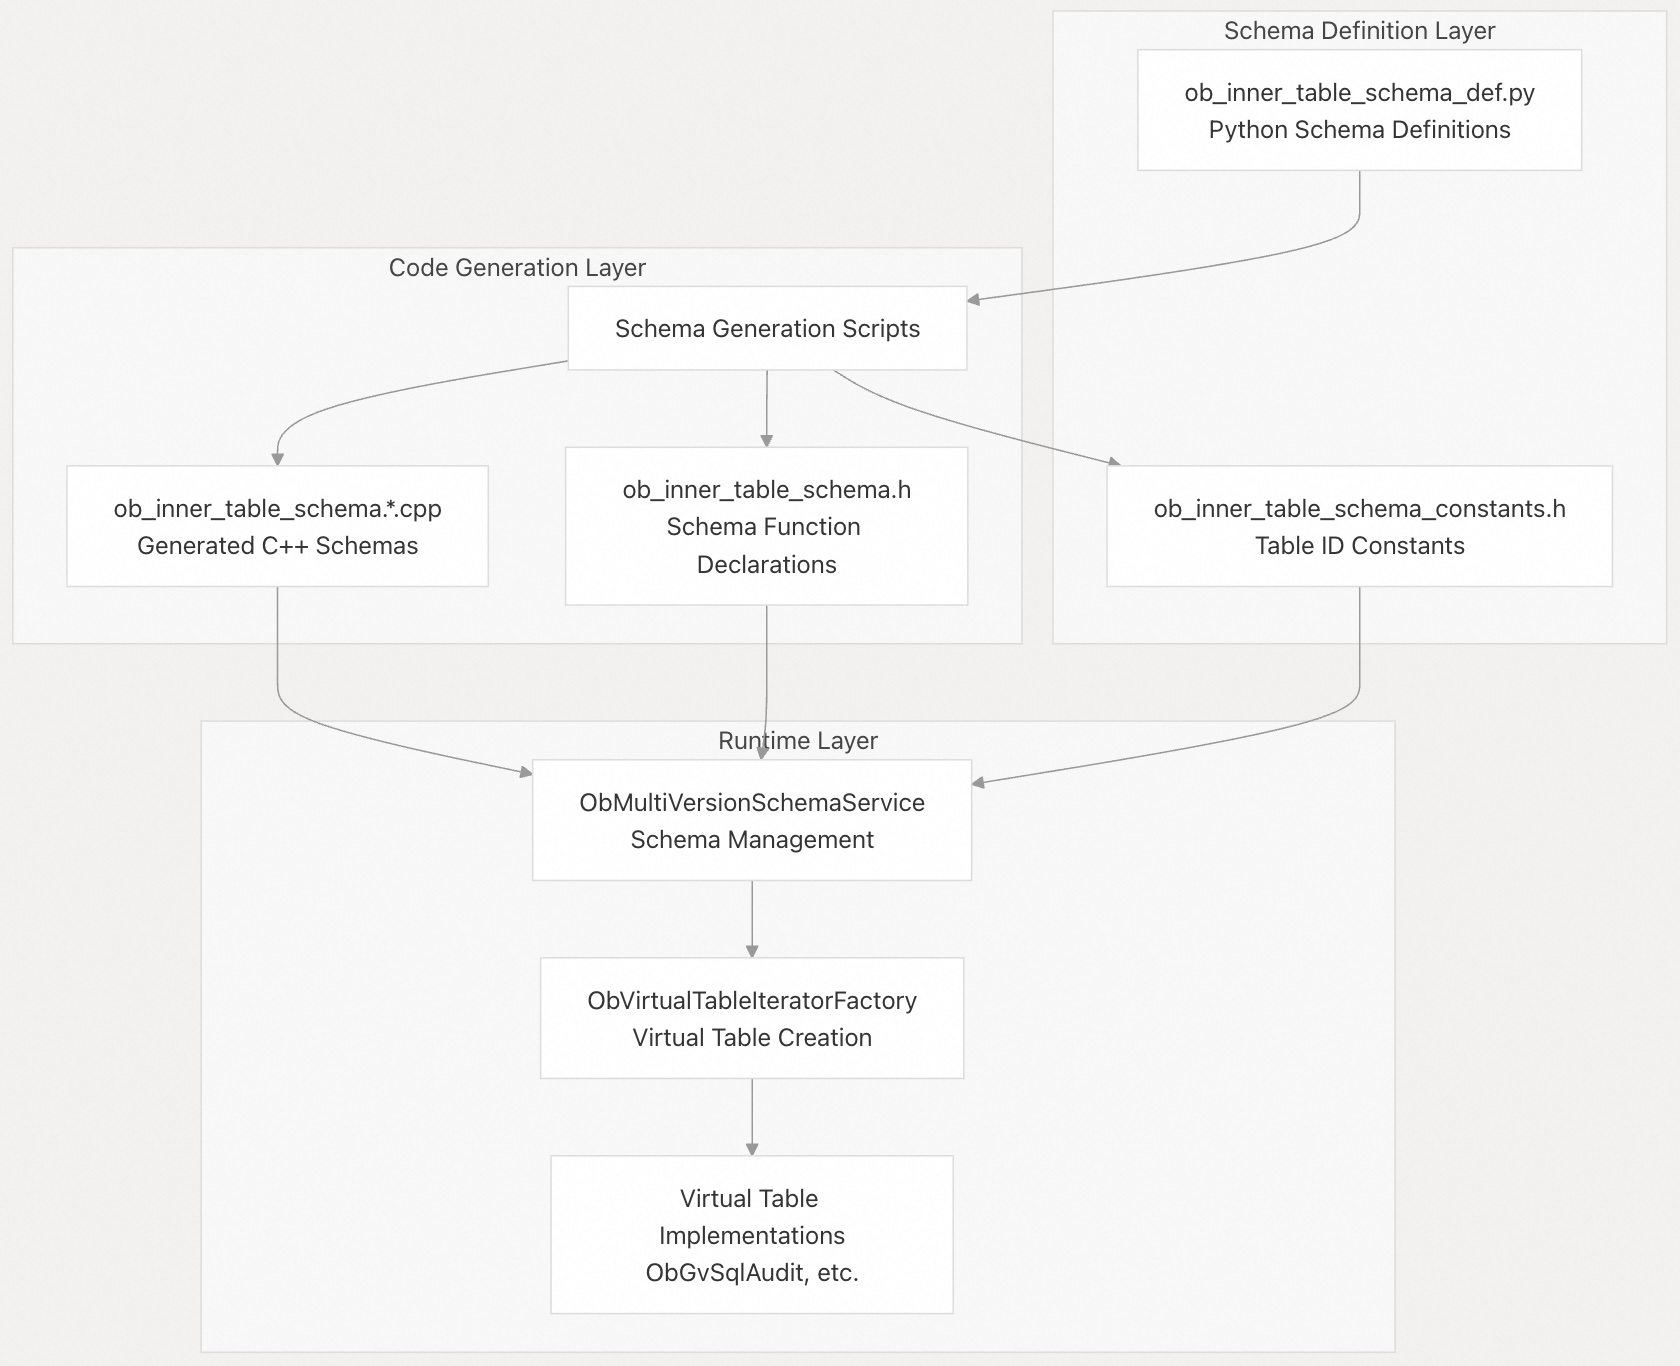 Schema Definition Layer
ob_inner_table_schema_def.py
Python Schema Definitions
Code Generation Layer
Schema Generation Scripts
ob_inner_table_schema.*.cpp
Generated C++ Schemas
ob_inner_table_schema.h
Schema Function
Declarations
ob_inner_table_schema_constants.h
Table ID Constants
Runtime Layer
ObMultiVersionSchemaService
Schema Management
ObVirtualTableIteratorFactory
Virtual Table Creation
Virtual Table
Implementations
ObGvSqlAudit, etc.